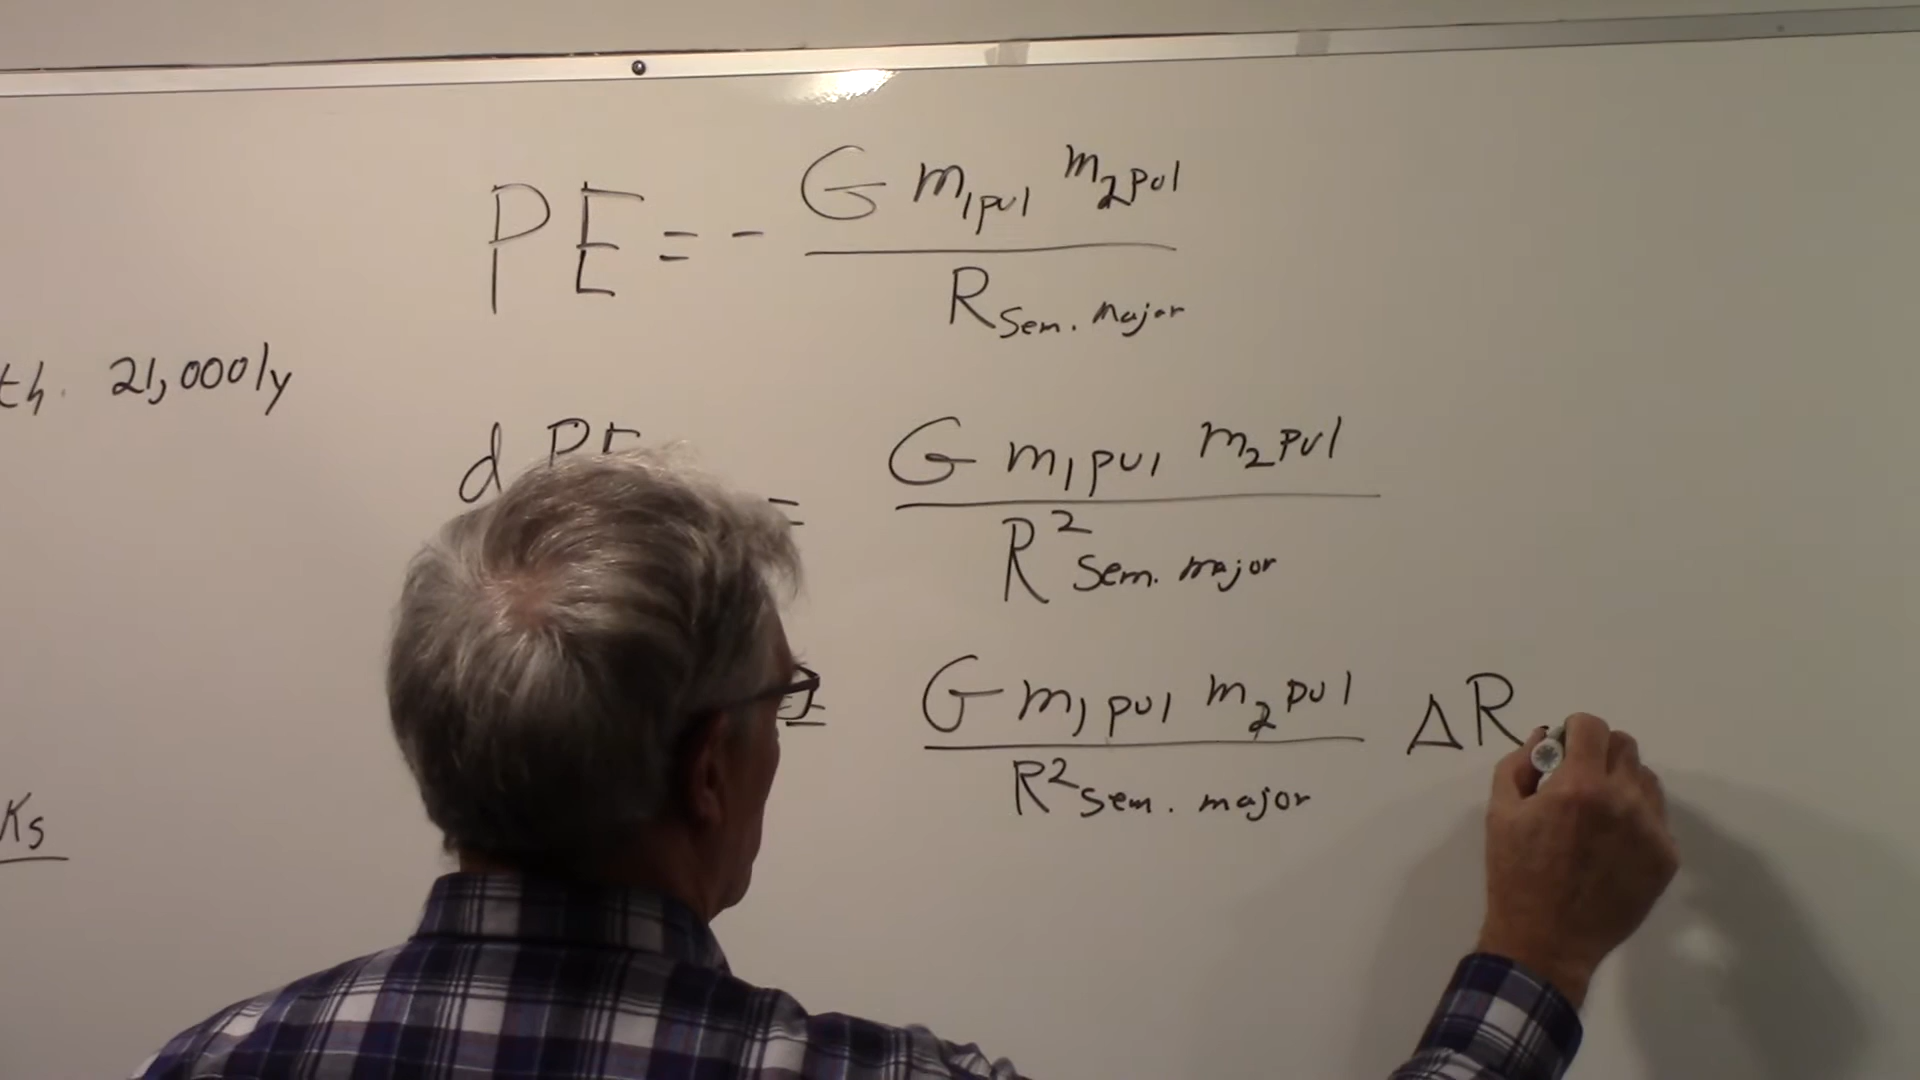 PE = - G m₁pul m₂pul / R sem. major
th. 21,000 ly
d PE = G m₁pul m₂pul / R² sem. major
= G m₁pul m₂pul / R² sem. major ΔR
Ks